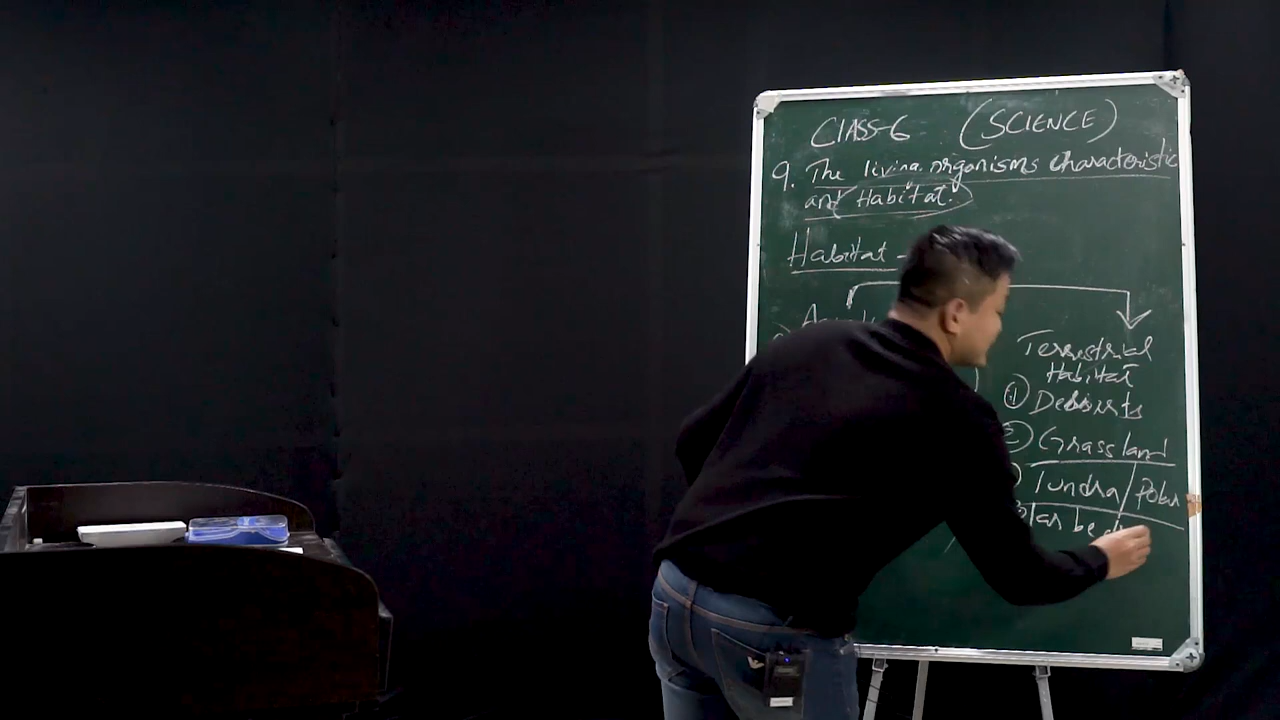 CLASS-6 (SCIENCE)
9. The living organisms characteristic
and Habitat.
Habitat -
Terrestrial
Habitat
① Deserts
② Grassland
Tundra/Polar